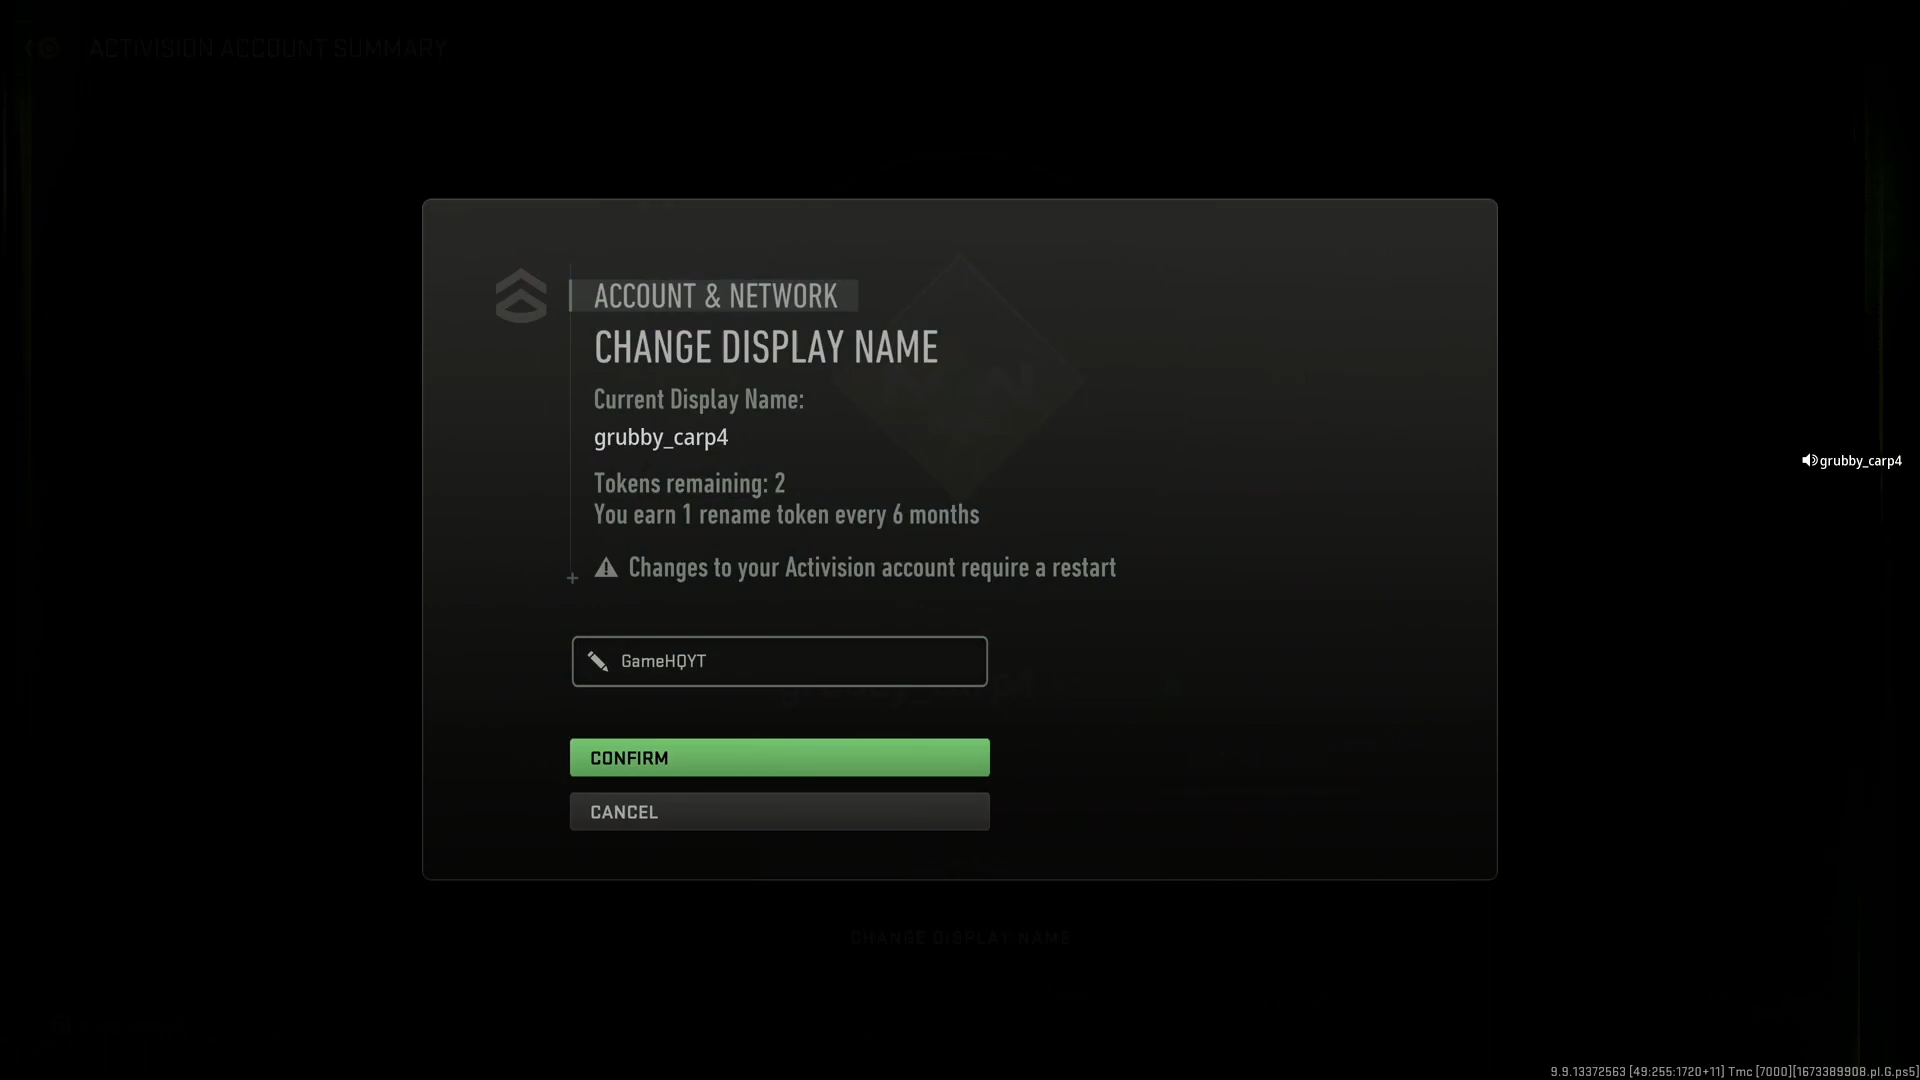 ACTIVISION ACCOUNT SUMMARY
ACCOUNT & NETWORK
CHANGE DISPLAY NAME
Current Display Name:
grubby_carp4
grubby_carp4
Tokens remaining: 2
You earn 1 rename token every 6 months
Changes to your Activision account require a restart
GameHQYT
CONFIRM
CANCEL
CHANGE DISPLAY NAME
9.9.13372563 [49:255:1720+11] Tmc [7000][1673389908.pl.G.ps5]